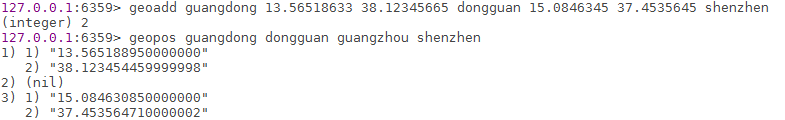 127.0.0.1:6359> geoadd guangdong 13.56518633 38.12345665 dongguan 15.0846345 37.4535645 shenzhen
(integer) 2
127.0.0.1:6359> geopos guangdong dongguan guangzhou shenzhen
1) 1) "13.565188950000000"
   2) "38.123454459999998"
2) (nil)
3) 1) "15.084630850000000"
   2) "37.453564710000002"